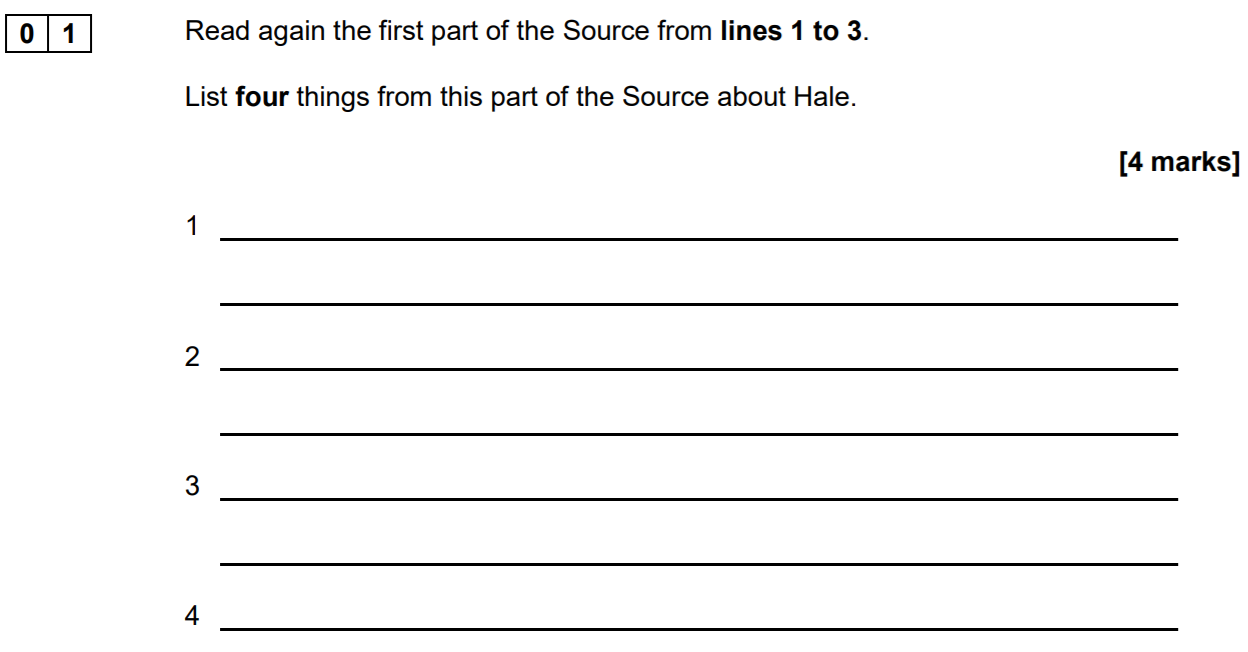 0 1 Read again the first part of the Source from lines 1 to 3.
List four things from this part of the Source about Hale.
[4 marks]
1
2
3
4